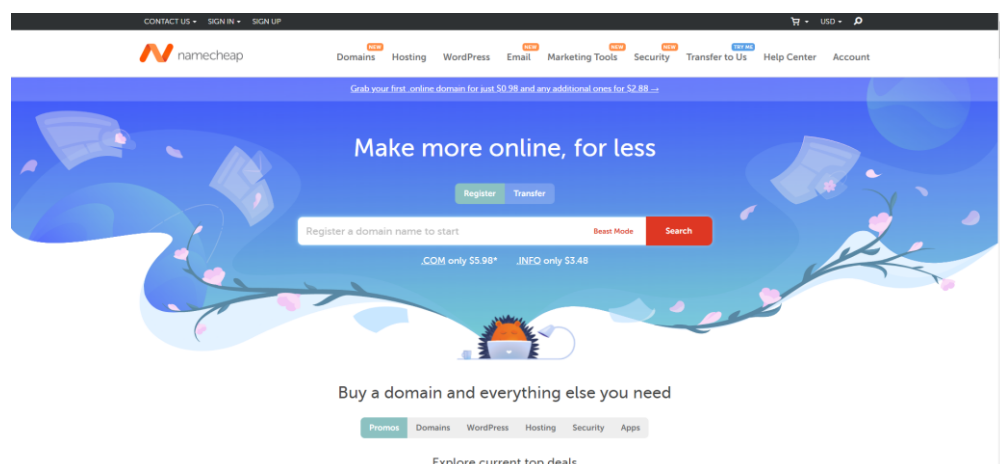 CONTACT US SIGN IN SIGN UP USD
namecheap
NEW NEW NEW NEW TRY ME
Domains Hosting WordPress Email Marketing Tools Security Transfer to Us Help Center Account
Grab your first .online domain for just $0.98 and any additional ones for $2.88 →
Make more online, for less
Register Transfer
Register a domain name to start Beast Mode Search
.COM only $5.98* .INFO only $3.48
Buy a domain and everything else you need
Promos Domains WordPress Hosting Security Apps
Explore current top deals